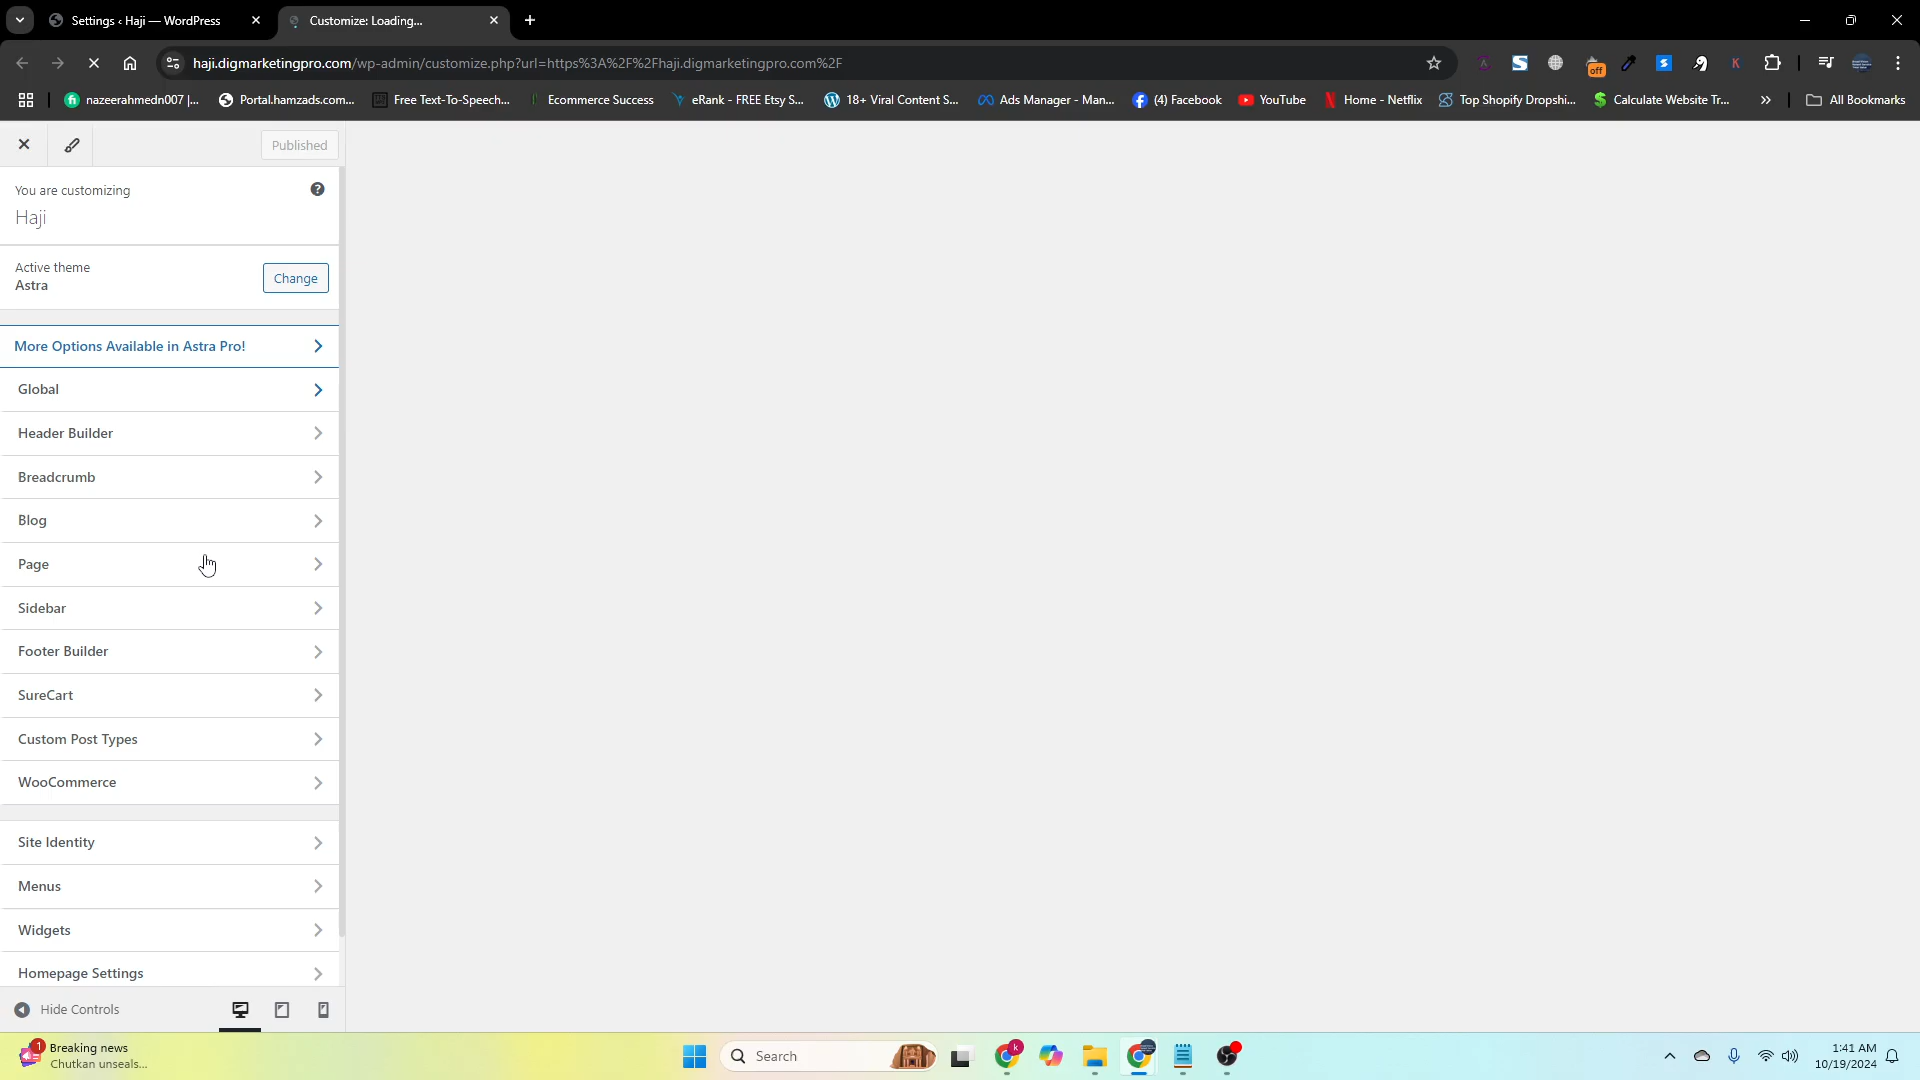 Settings ‹ Haji — WordPress
Customize: Loading...
haji.digmarketingpro.com/wp-admin/customize.php?url=https%3A%2F%2Fhaji.digmarketingpro.com%2F
off
nazeerahmedn007 |...
Portal.hamzads.com...
Free Text-To-Speech...
Ecommerce Success
eRank - FREE Etsy S...
18+ Viral Content S...
Ads Manager - Man...
(4) Facebook
YouTube
Home - Netflix
Top Shopify Dropshi...
Calculate Website Tr...
All Bookmarks
Published
You are customizing
Haji
Active theme
Astra
Change
More Options Available in Astra Pro!
Global
Header Builder
Breadcrumb
Blog
Page
Sidebar
Footer Builder
SureCart
Custom Post Types
WooCommerce
Site Identity
Menus
Widgets
Homepage Settings
Hide Controls
1
Breaking news
Chutkan unseals...
Search
1:41 AM
10/19/2024